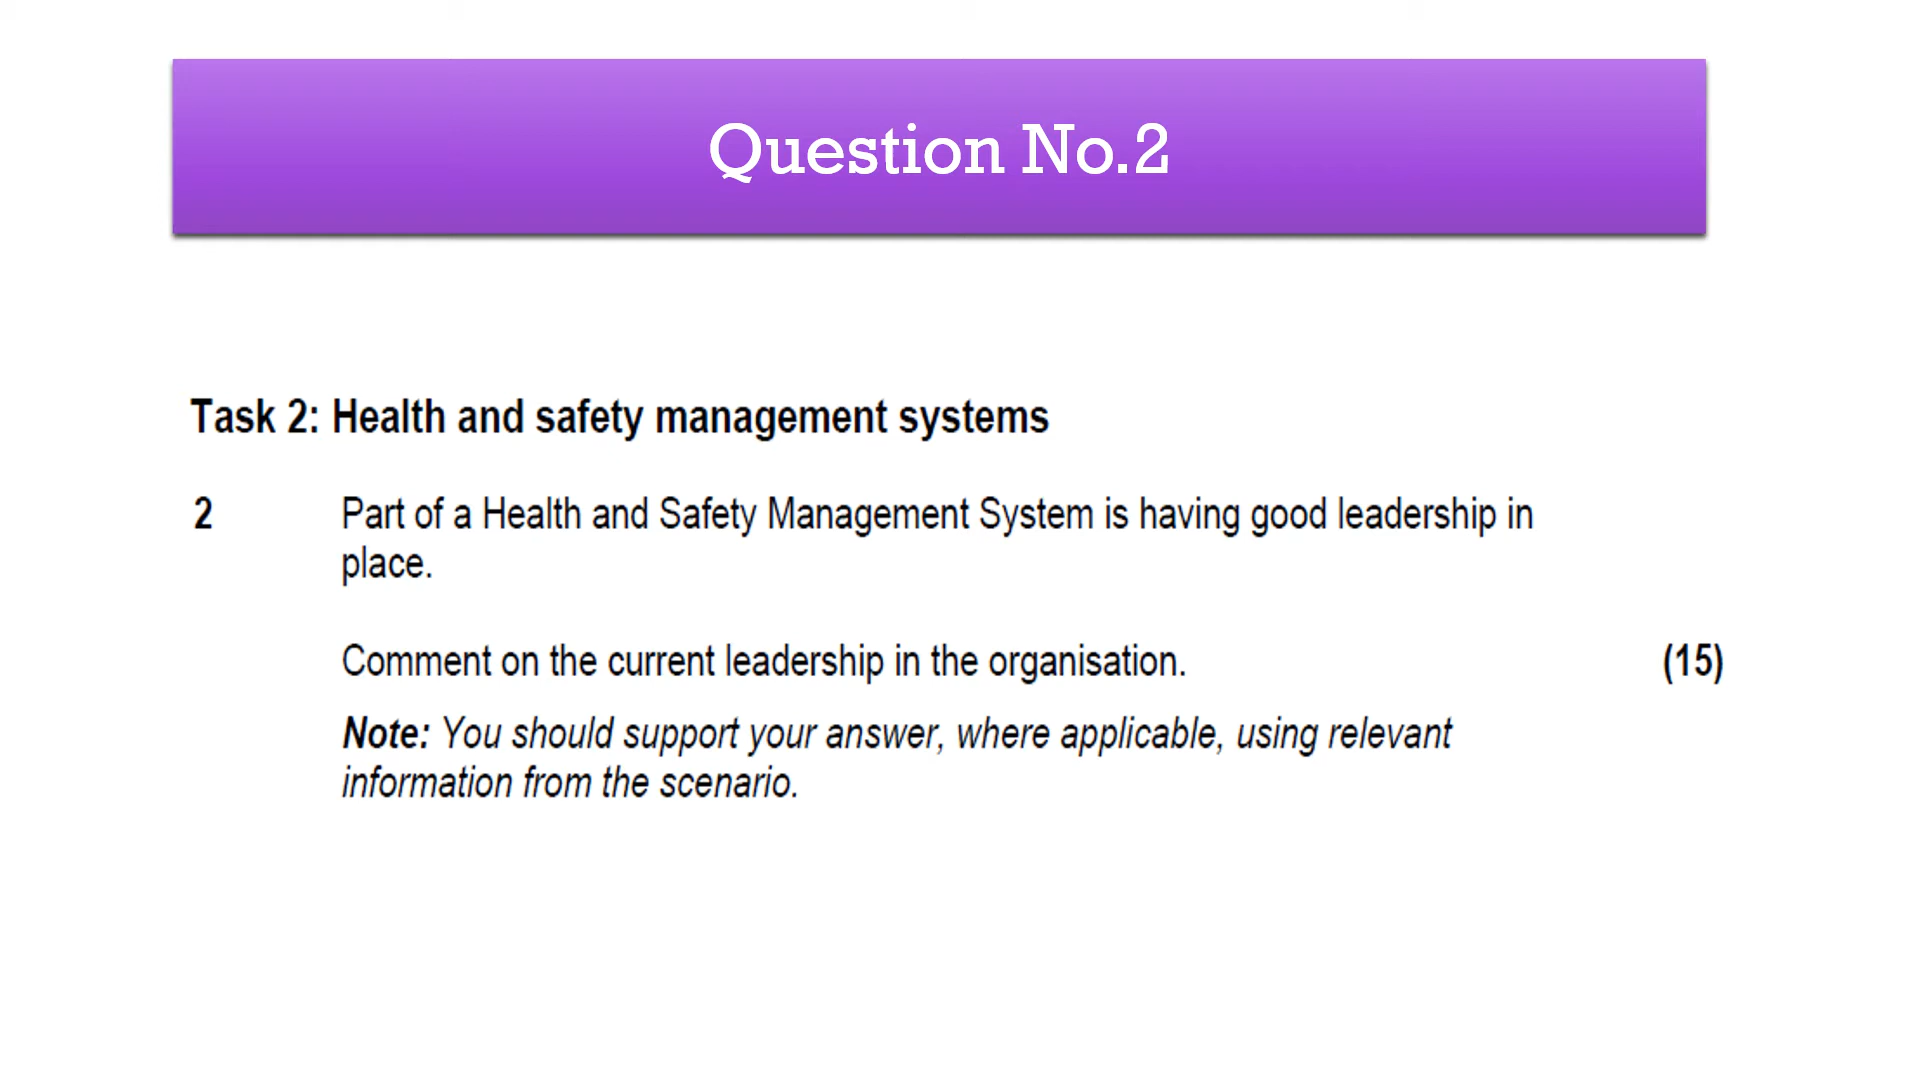 Question No.2
Task 2: Health and safety management systems
2 Part of a Health and Safety Management System is having good leadership in
place.
Comment on the current leadership in the organisation. (15)
Note: You should support your answer, where applicable, using relevant
information from the scenario.